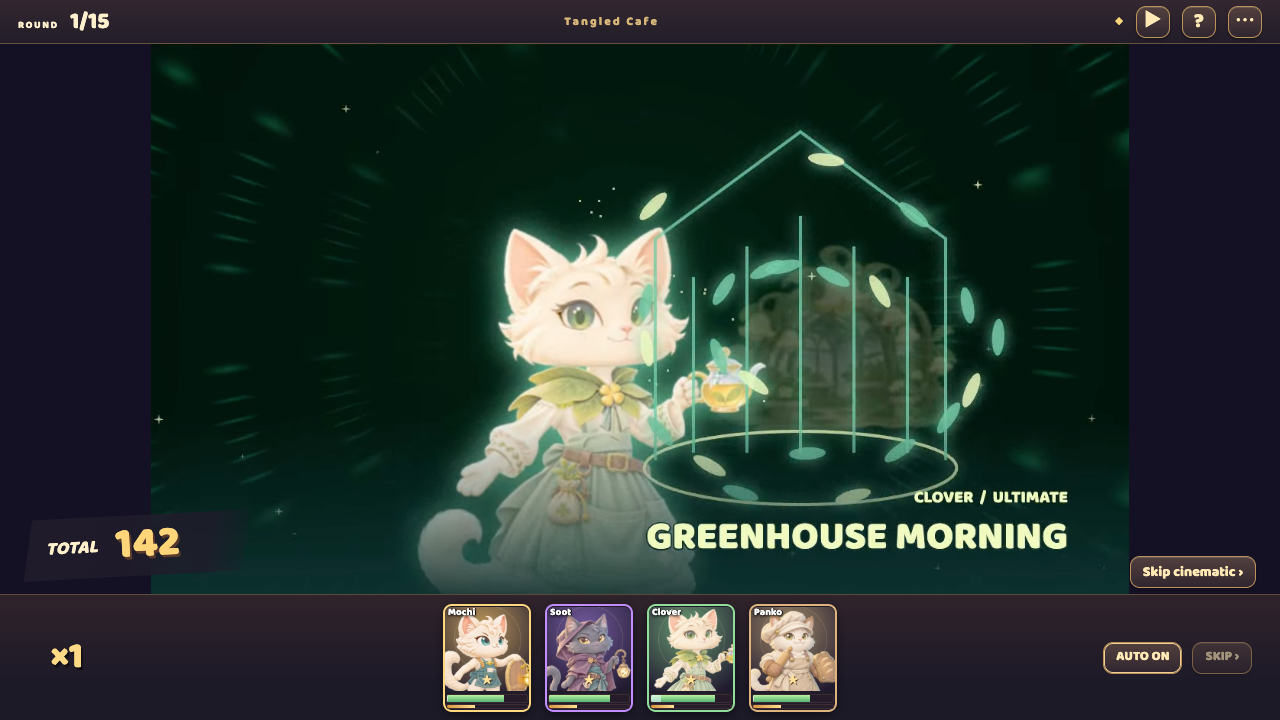 ROUND 1/15
Tangled Cafe
?
CLOVER / ULTIMATE
GREENHOUSE MORNING
TOTAL 142
Skip cinematic ›
×1
Mochi
Soot
Clover
Panko
AUTO ON
SKIP ›